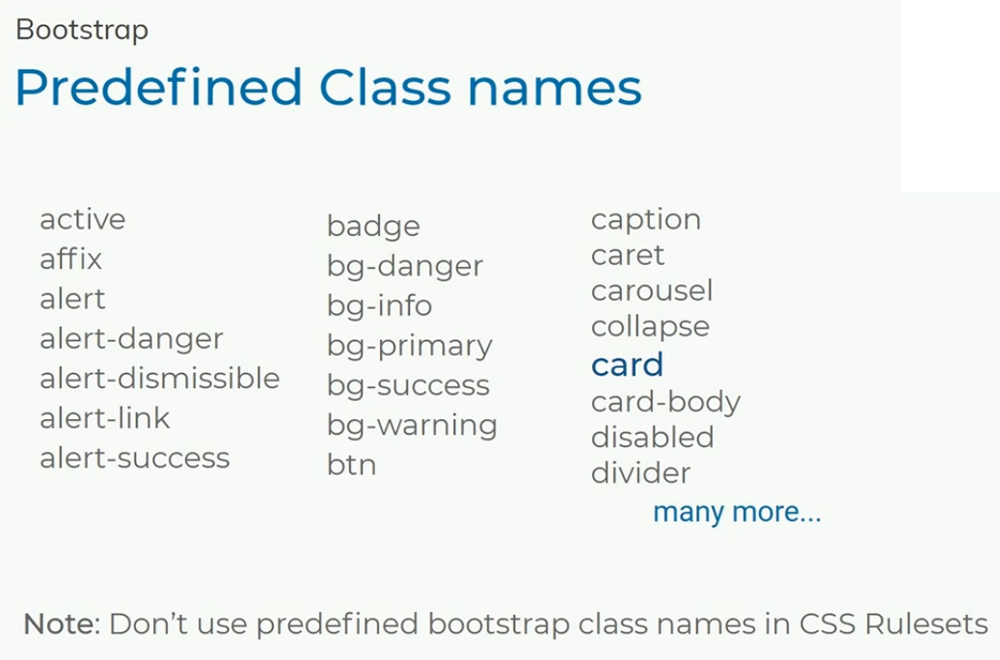 Bootstrap
Predefined Class names
active
affix
alert
alert-danger
alert-dismissible
alert-link
alert-success
badge
bg-danger
bg-info
bg-primary
bg-success
bg-warning
btn
caption
caret
carousel
collapse
card
card-body
disabled
divider
many more...
Note: Don’t use predefined bootstrap class names in CSS Rulesets